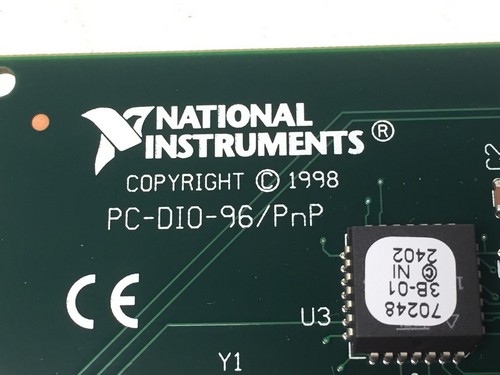 NATIONAL
INSTRUMENTS ®
COPYRIGHT © 1998
PC-DIO-96/PnP
CE
U3
70248
3B-01
© NI
2402
Y1